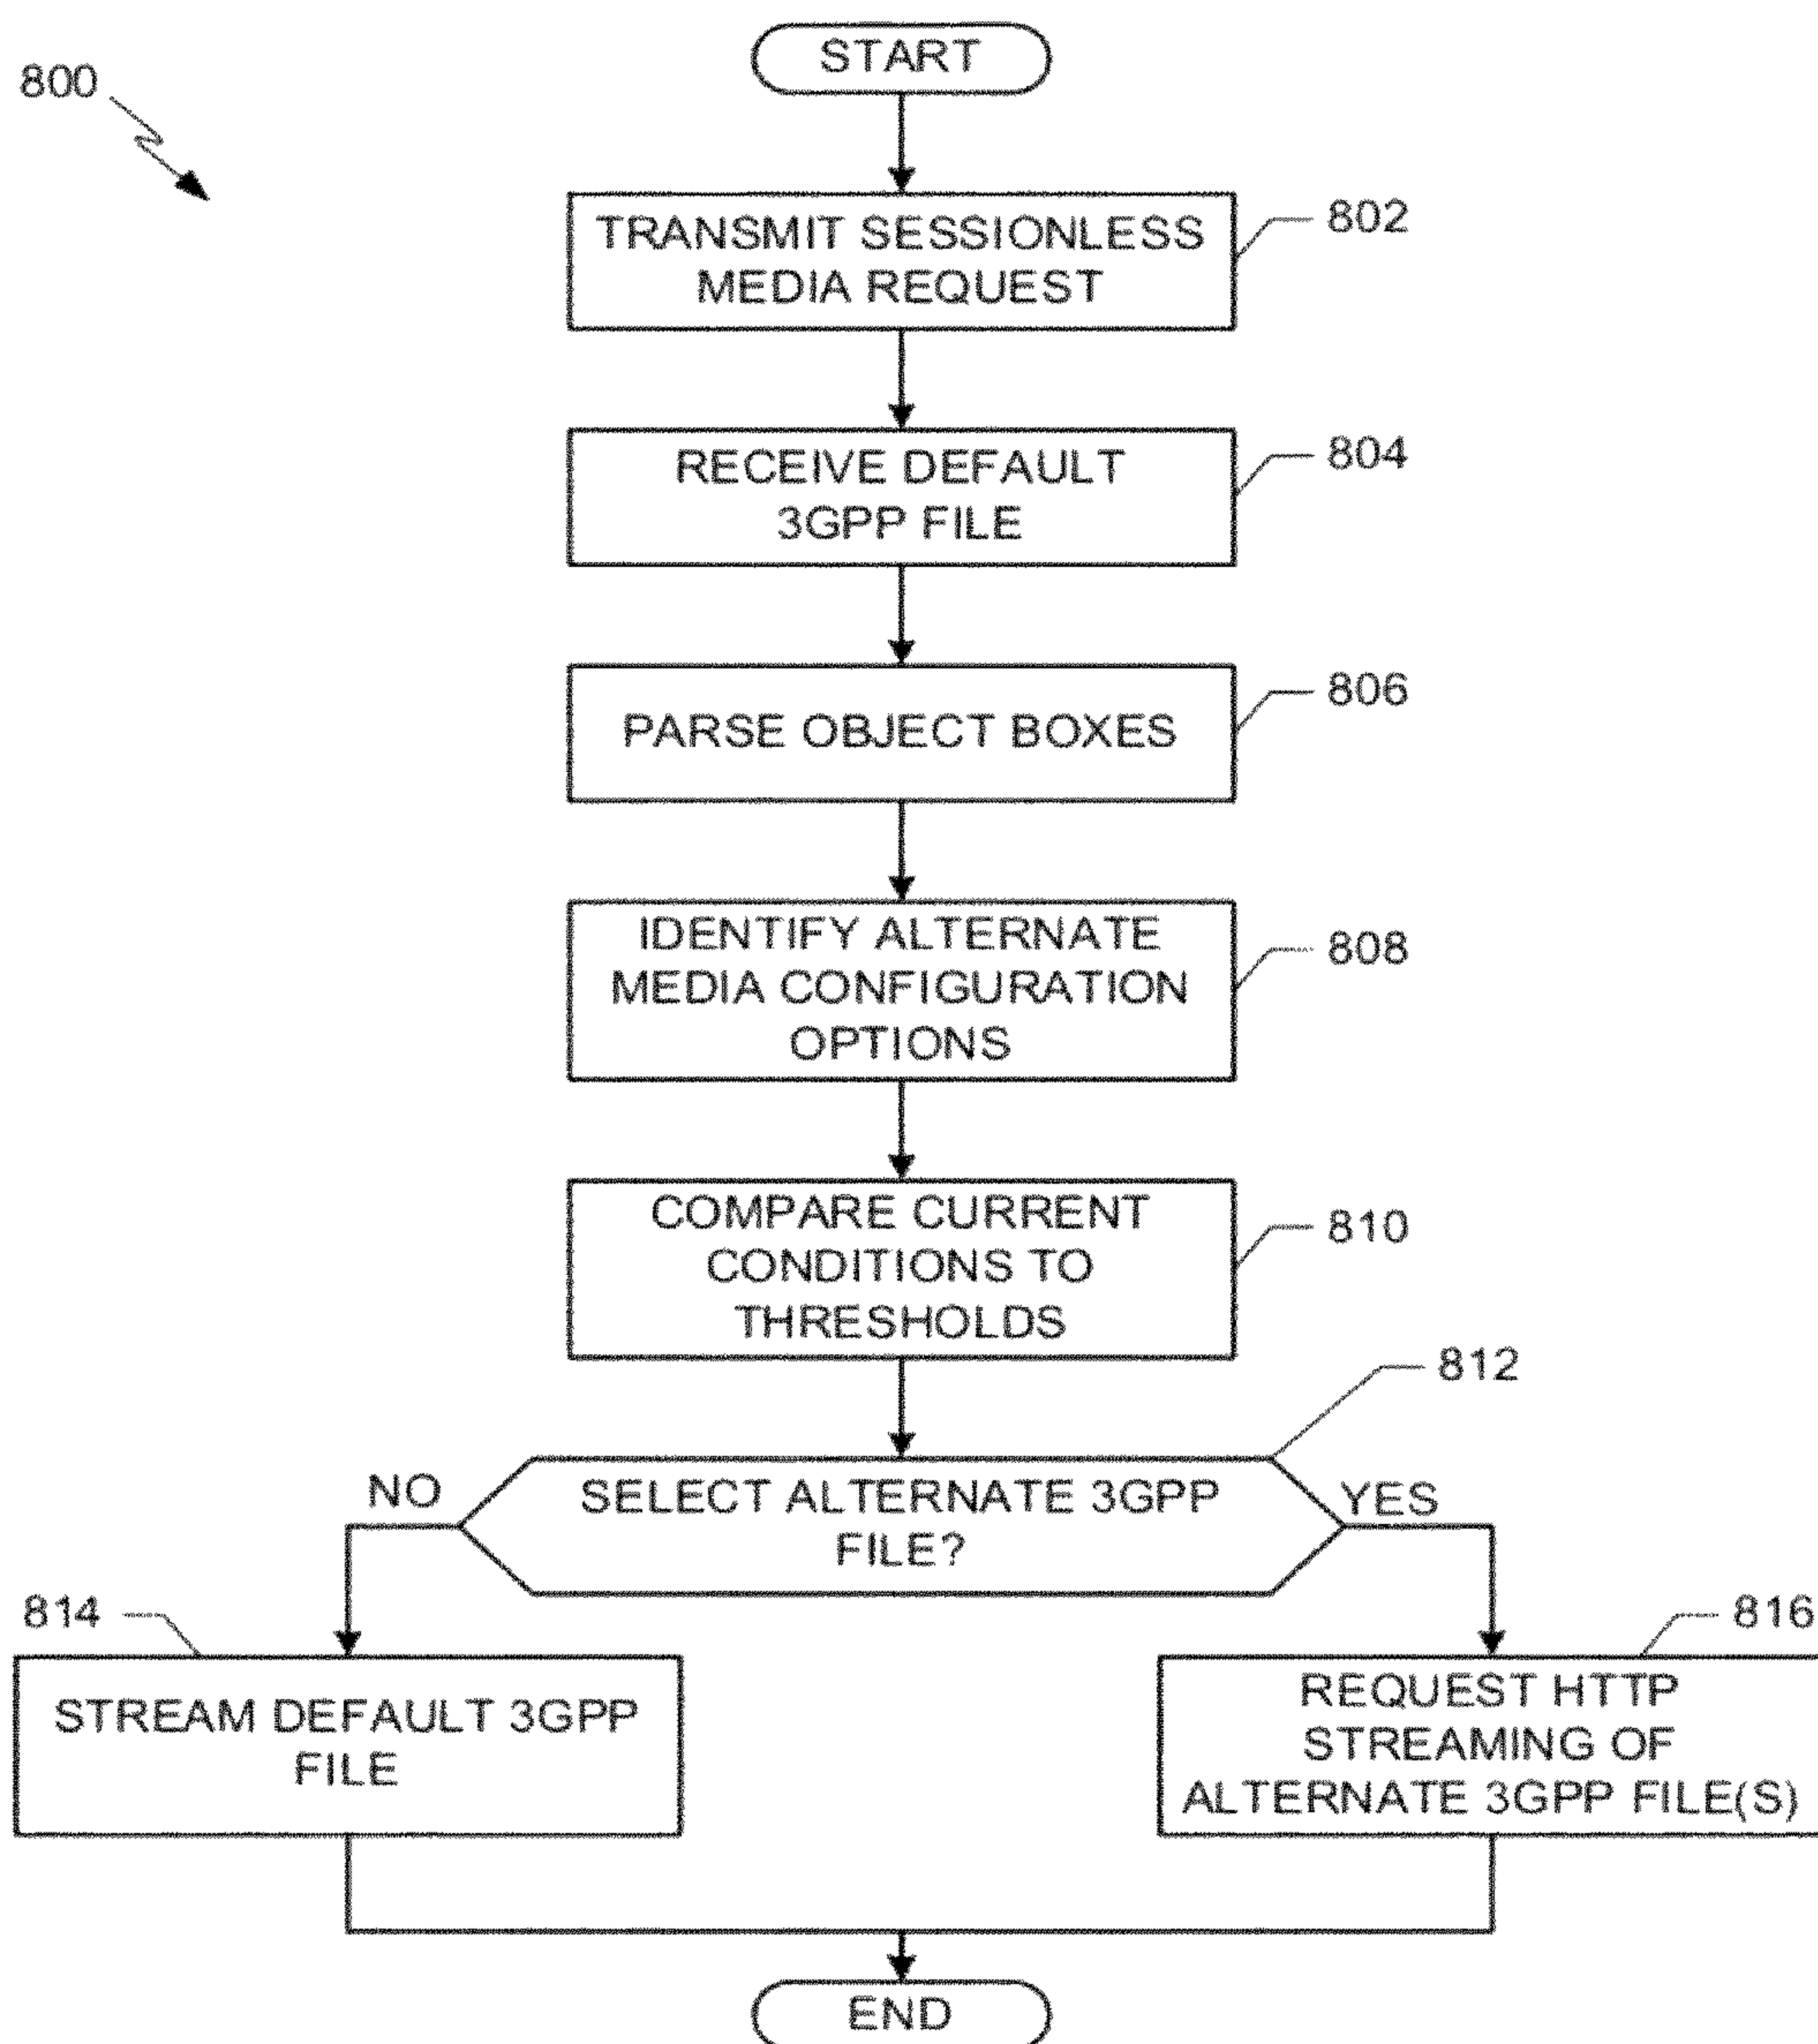 START
800
TRANSMIT SESSIONLESS
MEDIA REQUEST
802
RECEIVE DEFAULT
3GPP FILE
804
PARSE OBJECT BOXES
806
IDENTIFY ALTERNATE
MEDIA CONFIGURATION
OPTIONS
808
COMPARE CURRENT
CONDITIONS TO
THRESHOLDS
810
812
NO
SELECT ALTERNATE 3GPP
FILE?
YES
814
STREAM DEFAULT 3GPP
FILE
816
REQUEST HTTP
STREAMING OF
ALTERNATE 3GPP FILE(S)
END